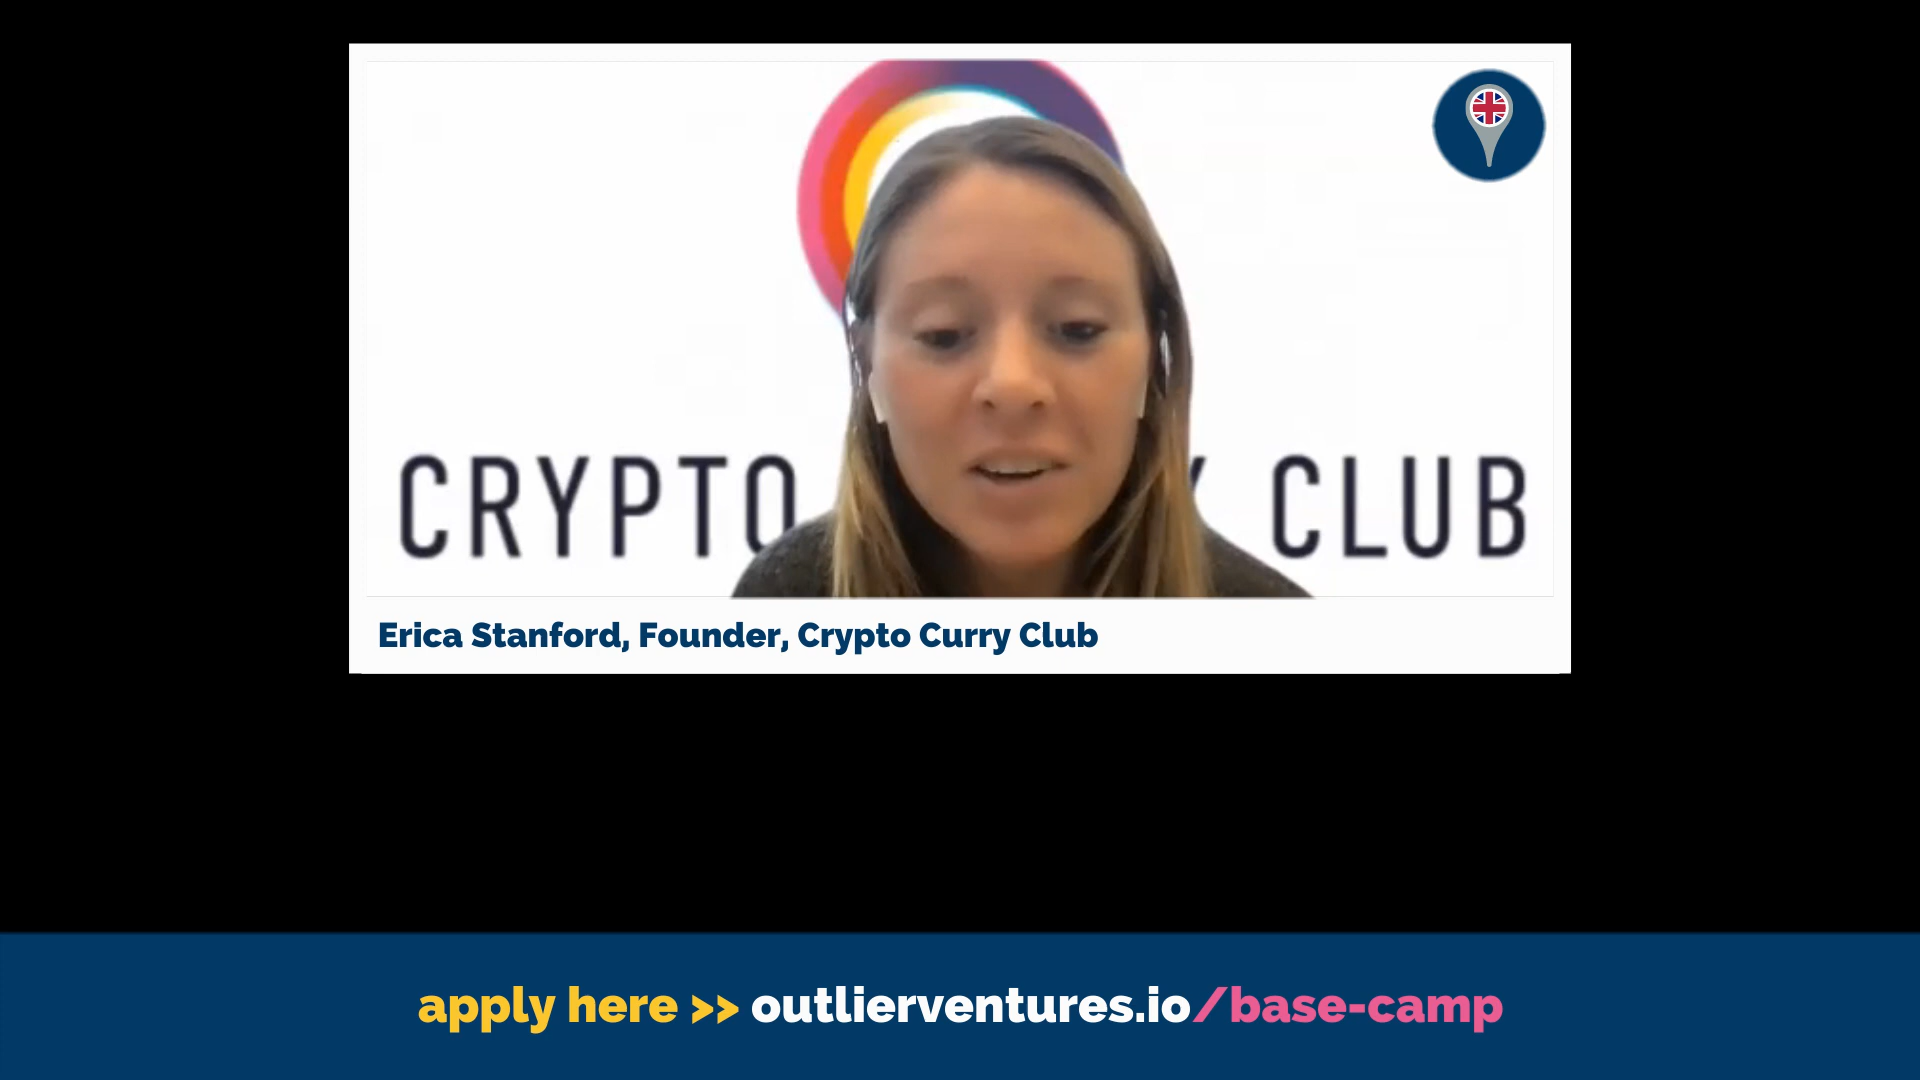 CRYPTO Y CLUB
Erica Stanford, Founder, Crypto Curry Club
apply here >> outlierventures.io/base-camp